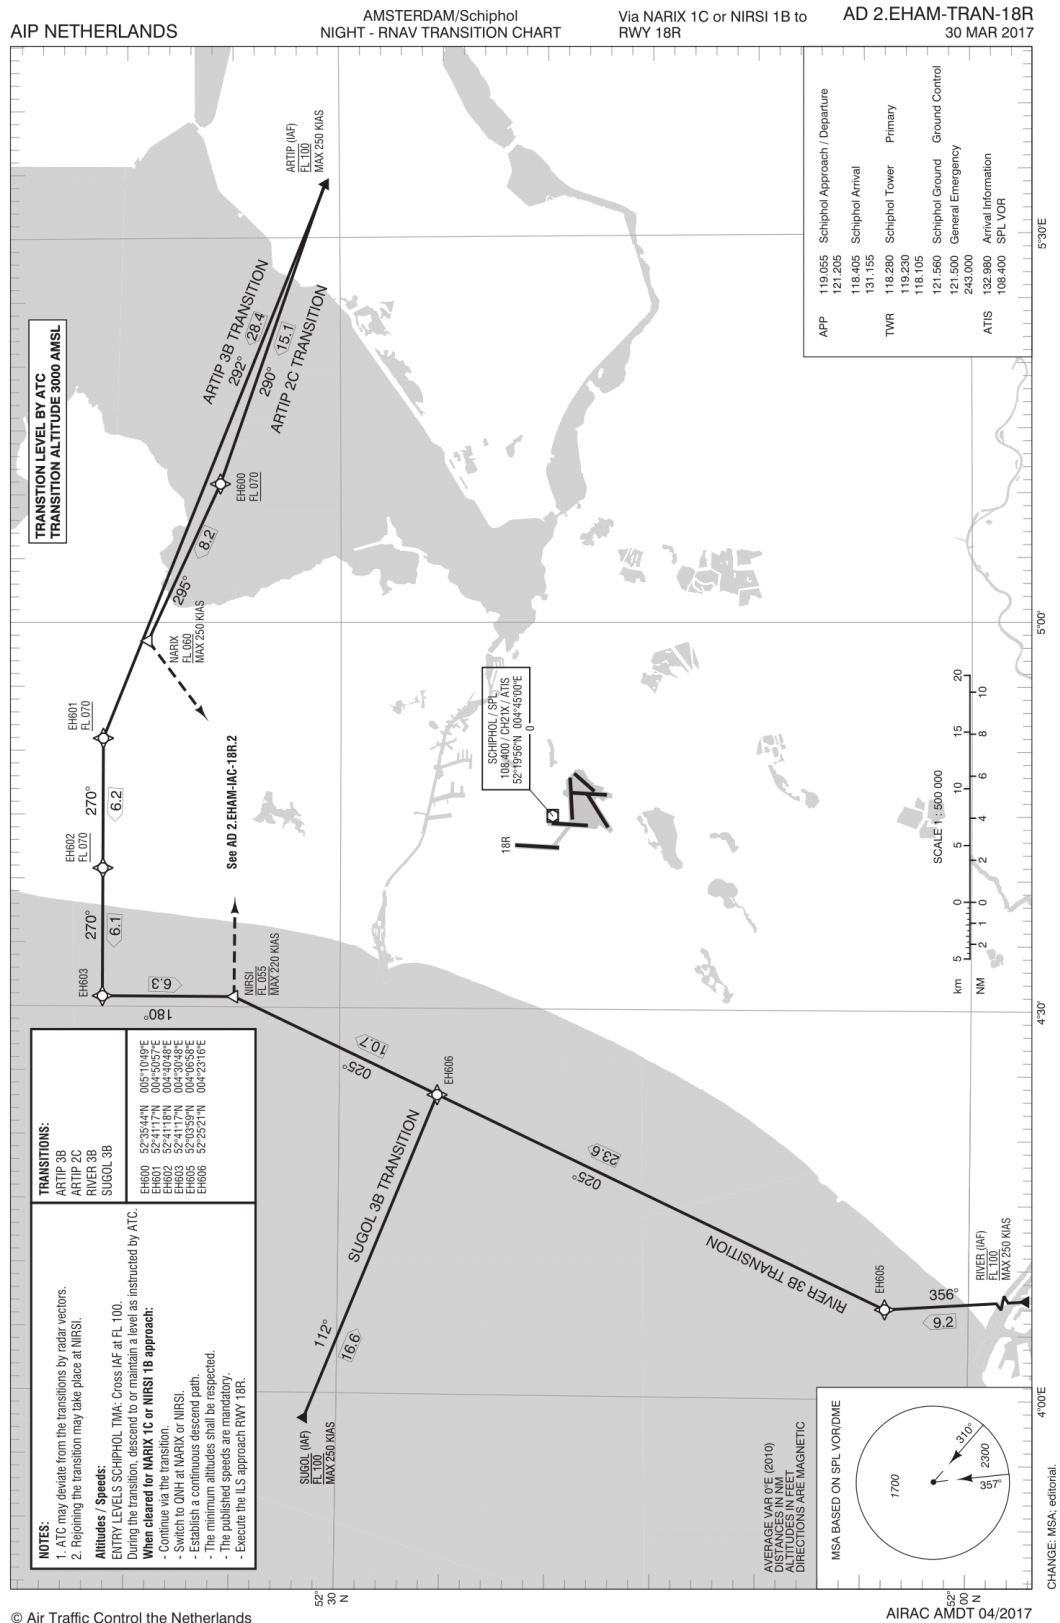 AIP NETHERLANDS
AMSTERDAM/Schiphol
NIGHT - RNAV TRANSITION CHART
Via NARIX 1C or NIRSI 1B to
RWY 18R
AD 2.EHAM-TRAN-18R
30 MAR 2017
TRANSTION LEVEL BY ATC
TRANSITION ALTITUDE 3000 AMSL
APP 119.055 Schiphol Approach / Departure
121.205
118.405 Schiphol Arrival
131.155
TWR 118.280 Schiphol Tower Primary
119.230
118.105
121.560 Schiphol Ground Ground Control
121.500 General Emergency
243.000
ATIS 132.980 Arrival Information
108.400 SPL VOR
ARTIP (IAF)
FL 100
MAX 250 KIAS
ARTIP 3B TRANSITION
292°
28.4
15.1
290°
ARTIP 2C TRANSITION
EH600
FL 070
8.2
295°
NARIX
FL 060
MAX 250 KIAS
EH601
FL 070
270°
6.2
EH602
FL 070
270°
6.1
EH603
6.3
180°
See AD 2.EHAM-IAC-18R.2
NIRSI
FL 055
MAX 220 KIAS
10.7
025°
EH606
SUGOL 3B TRANSITION
112°
16.6
SUGOL (IAF)
FL 100
MAX 250 KIAS
23.6
025°
RIVER 3B TRANSITION
EH605
356°
9.2
RIVER (IAF)
FL 100
MAX 250 KIAS
SCHIPHOL / SPL
108.400 / CH21X / ATIS
52°19'56"N 004°45'00"E
0
18R
SCALE 1 : 500 000
km 5 0 5 10 15 20
NM 2 1 0 2 4 6 8 10
5°30'E
5°00'
4°30'
4°00'E
52° 30 N
52° 00 N
TRANSITIONS:
ARTIP 3B
ARTIP 2C
RIVER 3B
SUGOL 3B
EH600 52°35'44"N 005°10'49"E
EH601 52°41'17"N 004°50'57"E
EH602 52°41'18"N 004°40'48"E
EH603 52°41'17"N 004°30'48"E
EH605 52°03'59"N 004°06'58"E
EH606 52°25'21"N 004°23'16"E
NOTES:
1. ATC may deviate from the transitions by radar vectors.
2. Rejoining the transition may take place at NIRSI.
Altitudes / Speeds:
ENTRY LEVELS SCHIPHOL TMA: Cross IAF at FL 100.
During the transition, descend to or maintain a level as instructed by ATC.
When cleared for NARIX 1C or NIRSI 1B approach:
- Continue via the transition.
- Switch to QNH at NARIX or NIRSI.
- Establish a continuous descend path.
- The minimum altitudes shall be respected.
- The published speeds are mandatory.
- Execute the ILS approach RWY 18R.
AVERAGE VAR 0°E (2010)
DISTANCES IN NM
ALTITUDES IN FEET
DIRECTIONS ARE MAGNETIC
MSA BASED ON SPL VOR/DME
1700
310°
2300
357°
CHANGE: MSA; editorial.
© Air Traffic Control the Netherlands
AIRAC AMDT 04/2017